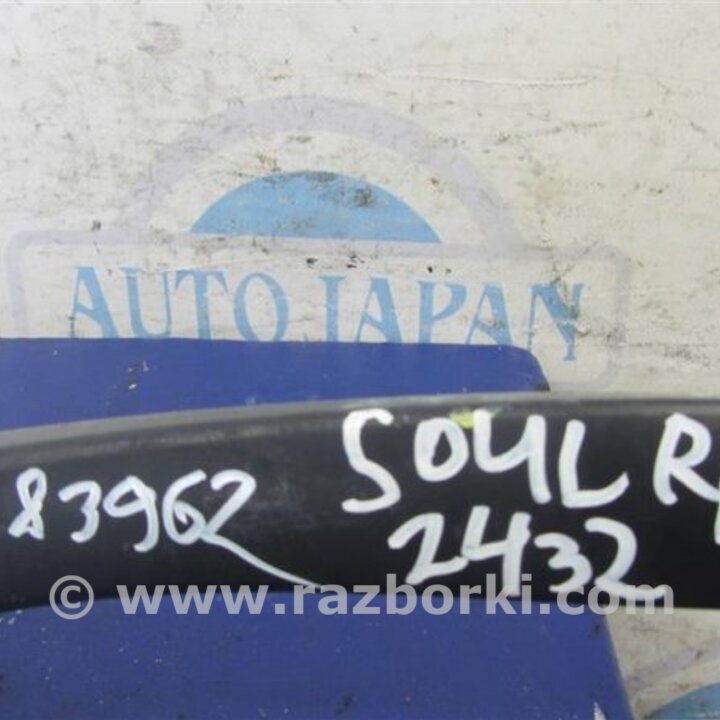 AUTO JAPAN
SOUL R
83962
2432
© www.razborki.com